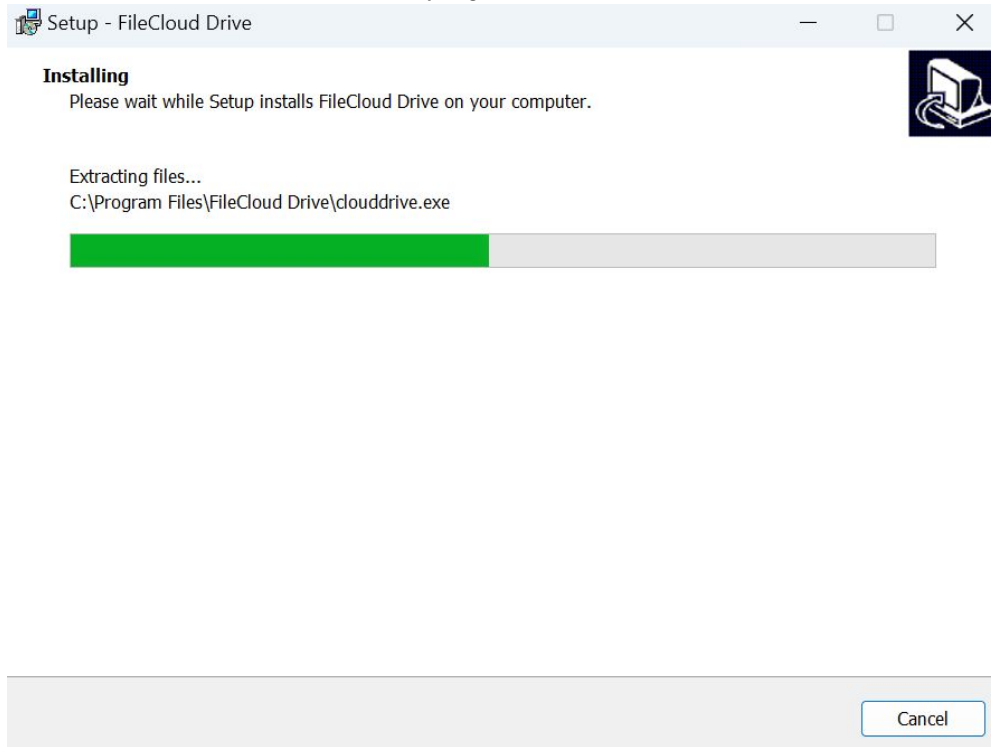 Setup - FileCloud Drive
Installing
Please wait while Setup installs FileCloud Drive on your computer.
Extracting files...
C:\Program Files\FileCloud Drive\clouddrive.exe
Cancel